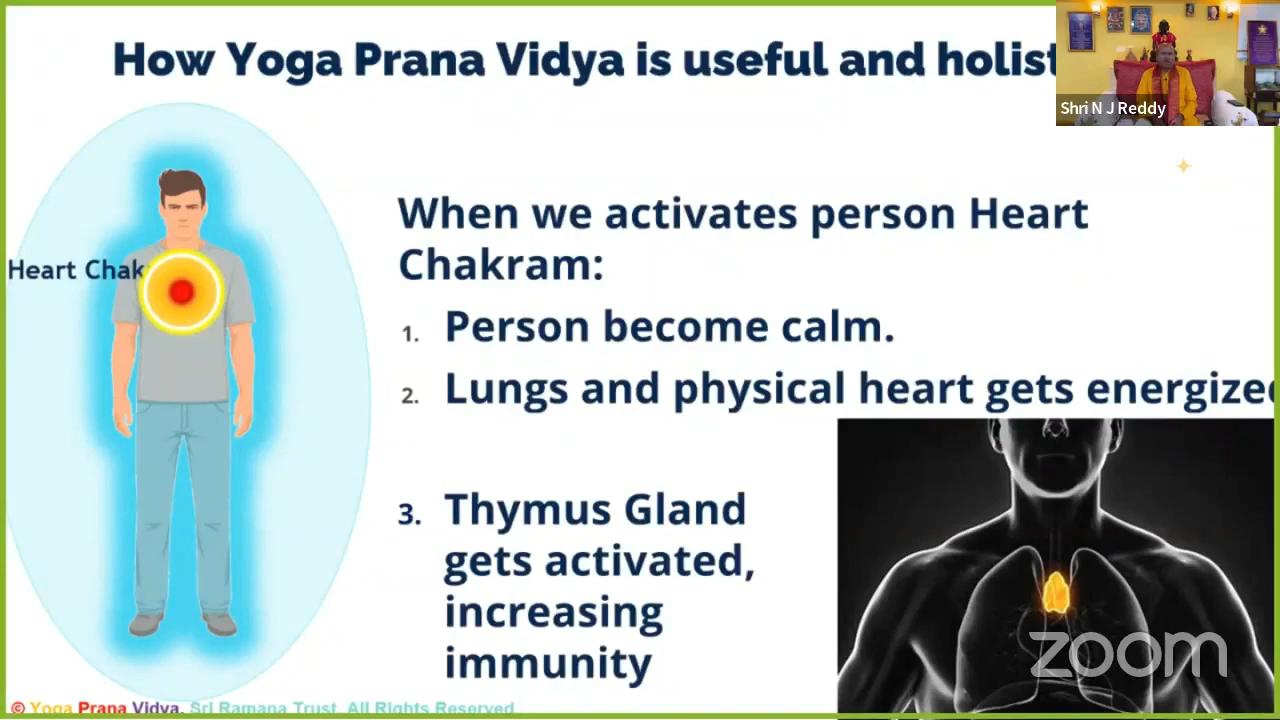 How Yoga Prana Vidya is useful and holist
Shri N J Reddy
Heart Chak
When we activates person Heart
Chakram:
1. Person become calm.
2. Lungs and physical heart gets energized
3. Thymus Gland
gets activated,
increasing
immunity
zoom
© Yoga Prana Vidya, Sri Ramana Trust, All Rights Reserved